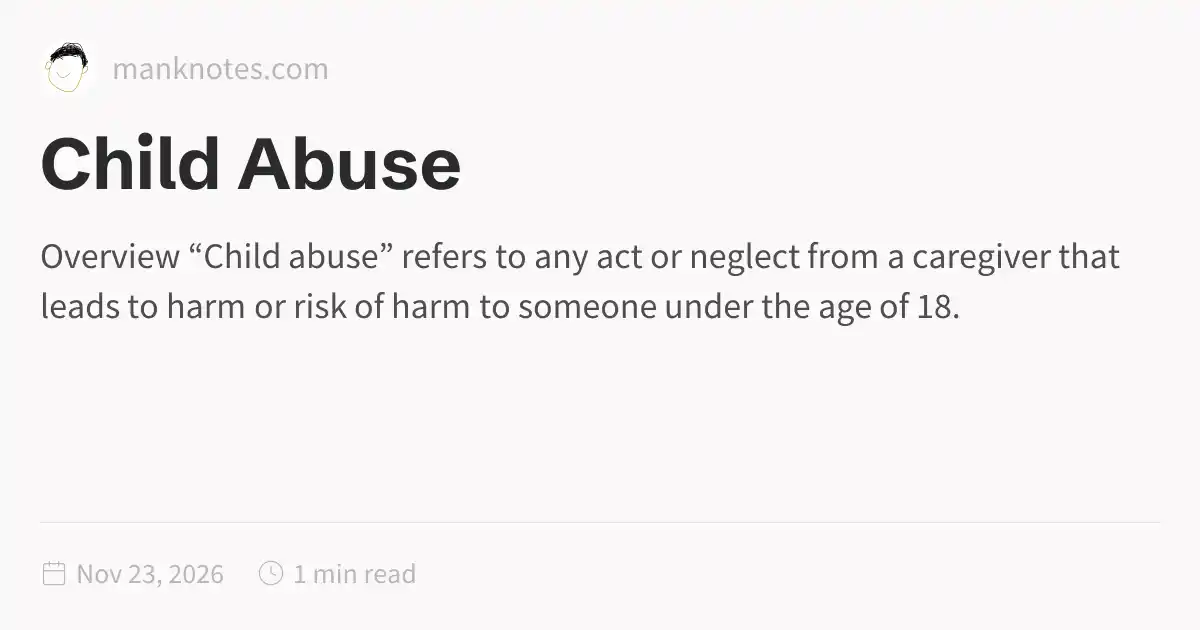 manknotes.com
Child Abuse
Overview “Child abuse” refers to any act or neglect from a caregiver that
leads to harm or risk of harm to someone under the age of 18.
Nov 23, 2026 1 min read